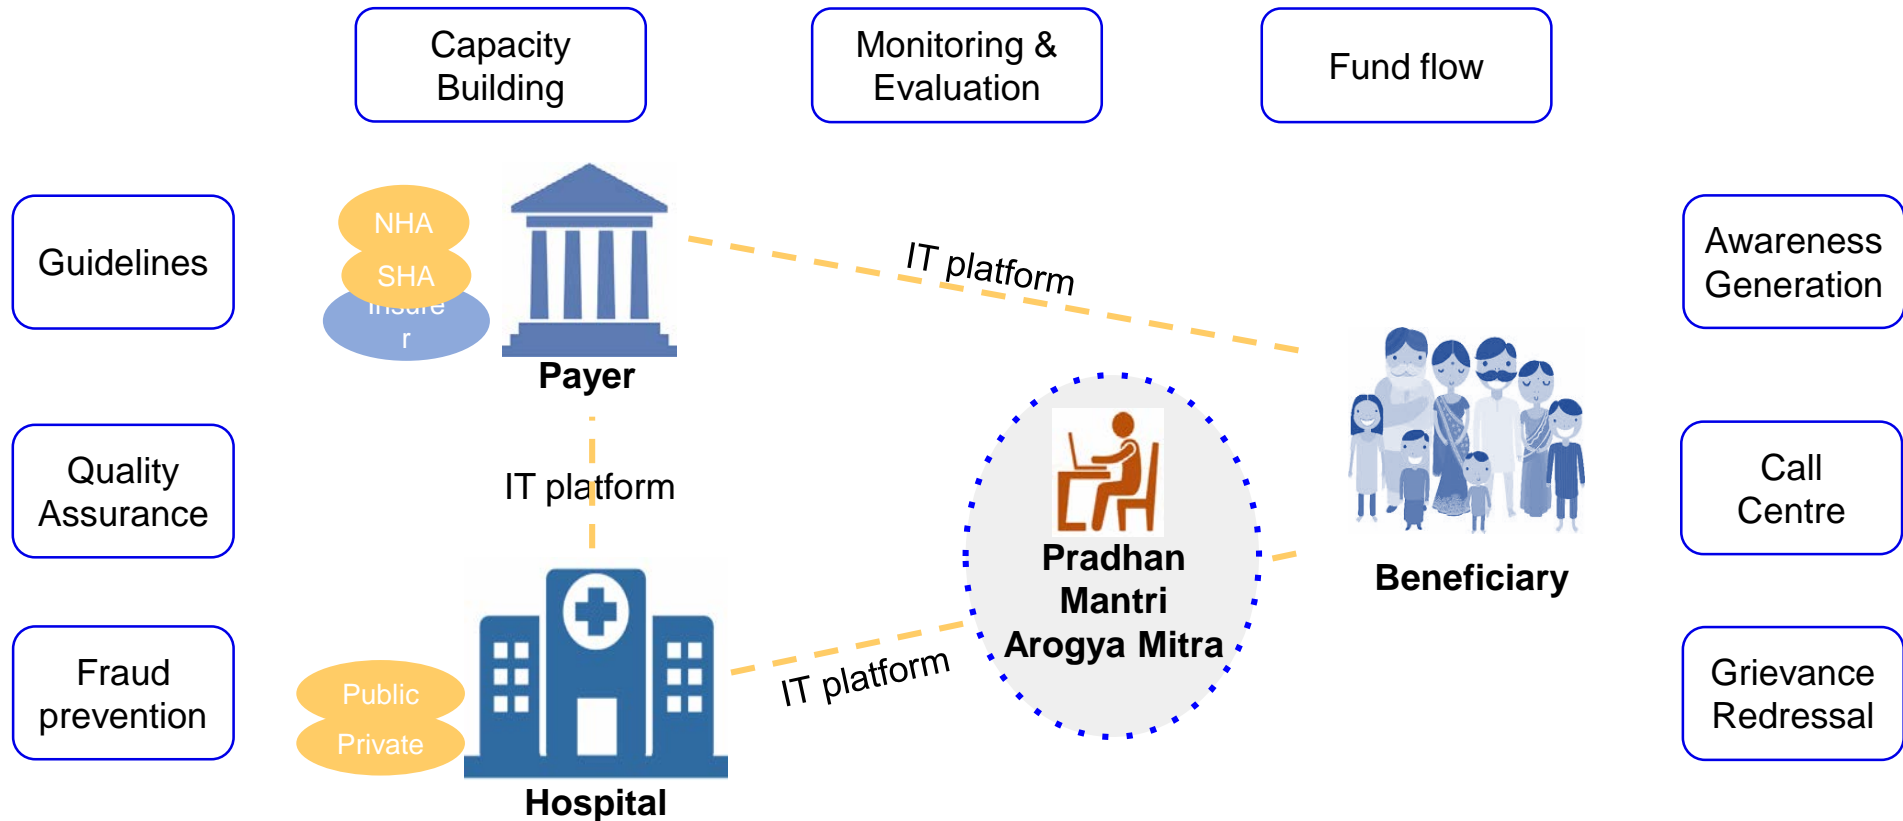 Capacity
Building
Monitoring &
Evaluation
Fund flow
Guidelines
NHA
SHA
Insure
r
Payer
IT platform
Awareness
Generation
Quality
Assurance
IT platform
Pradhan
Mantri
Arogya Mitra
Beneficiary
Call
Centre
Fraud
prevention
Public
Private
Hospital
IT platform
Grievance
Redressal